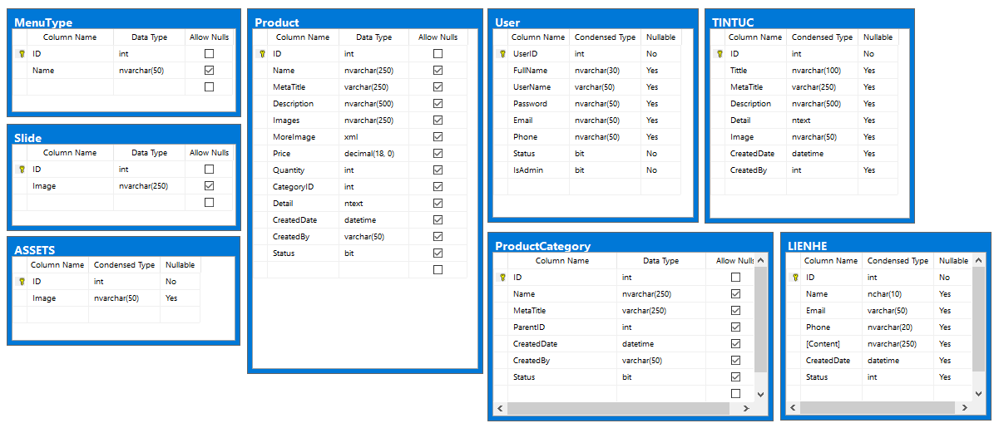 MenuType
Column Name Data Type Allow Nulls
ID int
Name nvarchar(50)
Slide
Column Name Data Type Allow Nulls
ID int
Image nvarchar(250)
ASSETS
Column Name Condensed Type Nullable
ID int No
Image nvarchar(50) Yes
Product
Column Name Data Type Allow Nulls
ID int
Name nvarchar(250)
MetaTitle varchar(250)
Description nvarchar(500)
Images nvarchar(250)
MoreImage xml
Price decimal(18, 0)
Quantity int
CategoryID int
Detail ntext
CreatedDate datetime
CreatedBy varchar(50)
Status bit
User
Column Name Condensed Type Nullable
UserID int No
FullName nvarchar(30) Yes
UserName varchar(50) Yes
Password nvarchar(50) Yes
Email nvarchar(50) Yes
Phone nvarchar(50) Yes
Status bit No
IsAdmin bit No
TINTUC
Column Name Condensed Type Nullable
ID int No
Tittle nvarchar(100) Yes
MetaTitle varchar(250) Yes
Description nvarchar(500) Yes
Detail ntext Yes
Image nvarchar(50) Yes
CreatedDate datetime Yes
CreatedBy int Yes
ProductCategory
Column Name Data Type Allow Nulls
ID int
Name nvarchar(250)
MetaTitle varchar(250)
ParentID int
CreatedDate datetime
CreatedBy varchar(50)
Status bit
LIENHE
Column Name Condensed Type Nullable
ID int No
Name nchar(10) Yes
Email varchar(50) Yes
Phone nvarchar(20) Yes
[Content] nvarchar(250) Yes
CreatedDate datetime Yes
Status int Yes